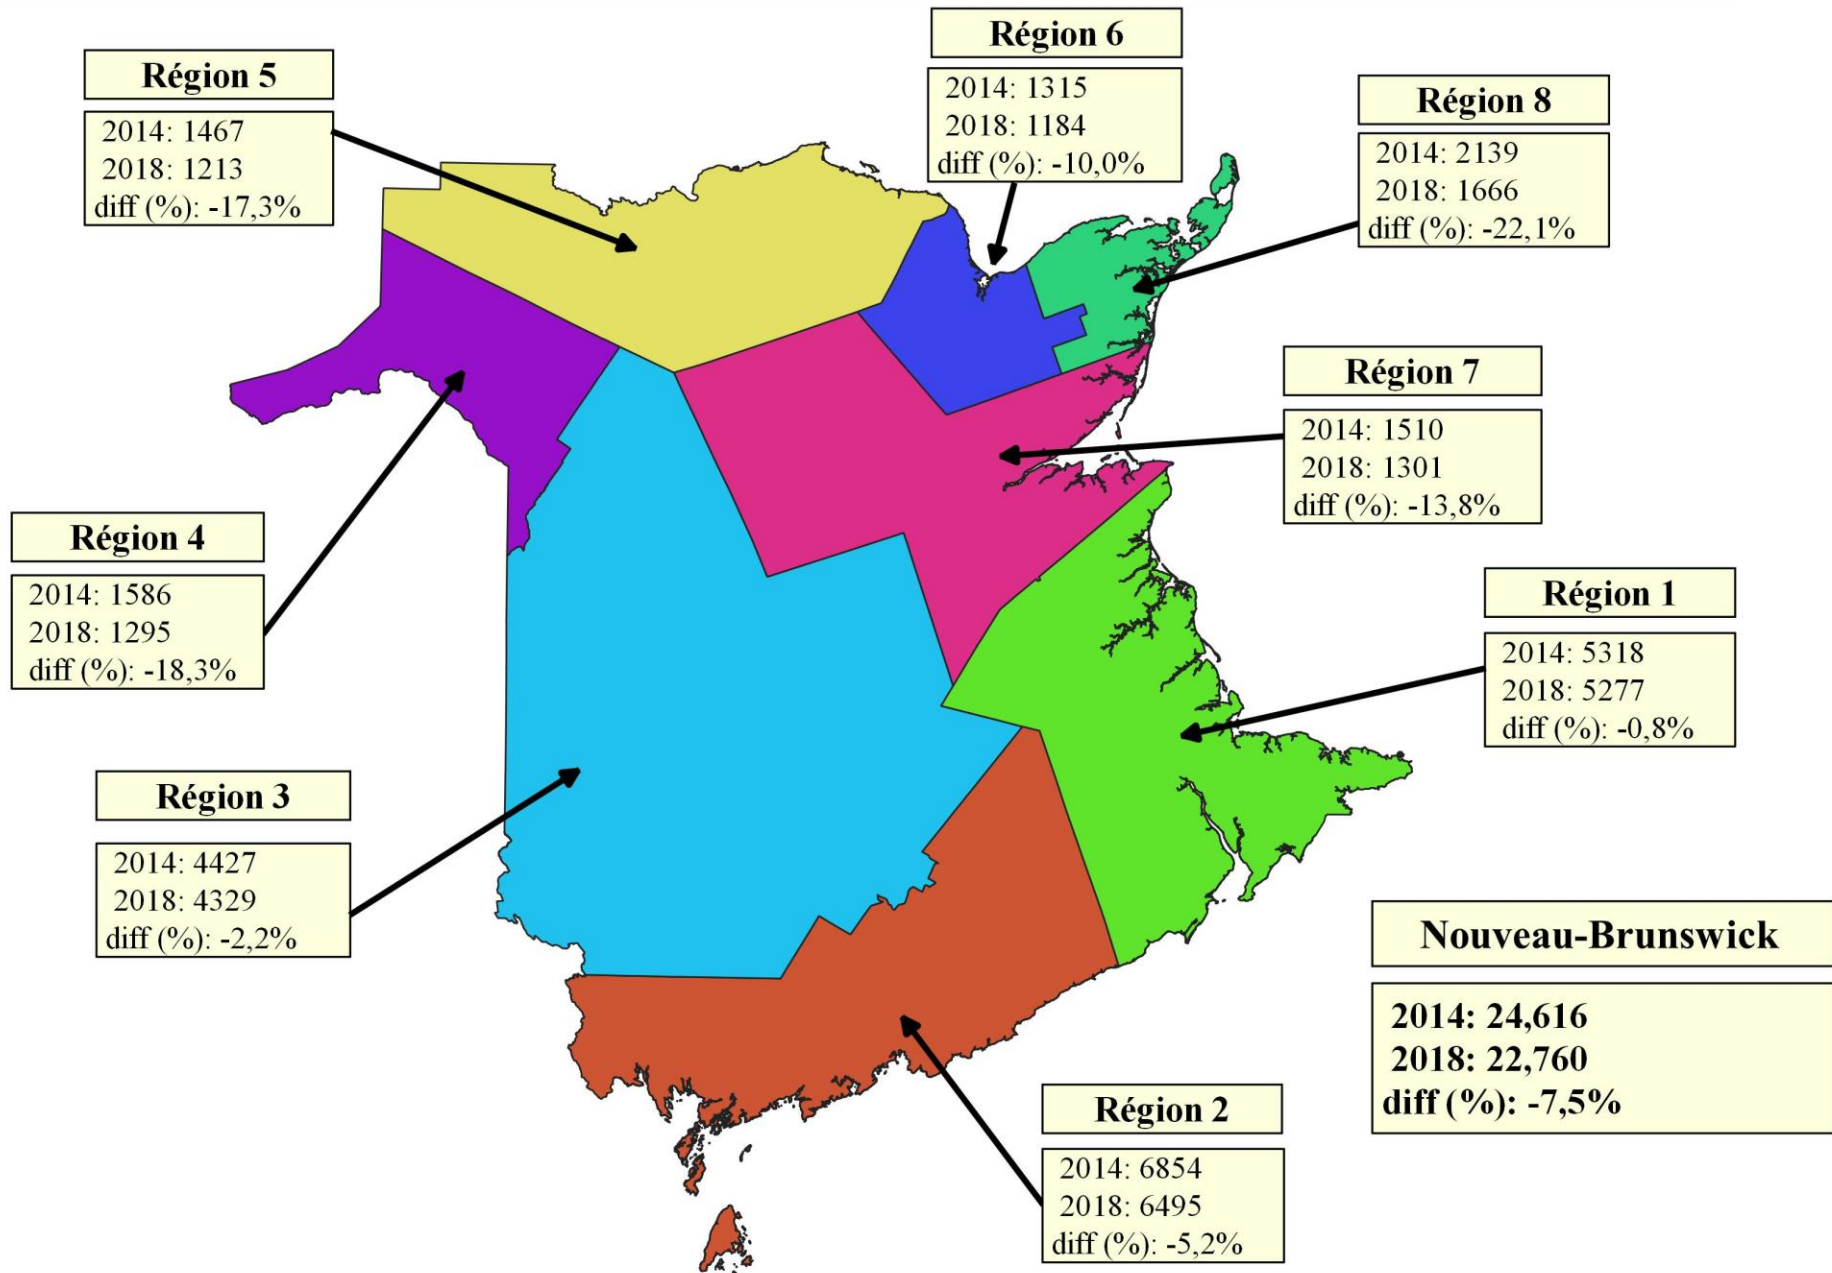 Région 6
2014: 1315
2018: 1184
diff (%): -10,0%
Région 5
2014: 1467
2018: 1213
diff (%): -17,3%
Région 8
2014: 2139
2018: 1666
diff (%): -22,1%
Région 7
2014: 1510
2018: 1301
diff (%): -13,8%
Région 4
2014: 1586
2018: 1295
diff (%): -18,3%
Région 1
2014: 5318
2018: 5277
diff (%): -0,8%
Région 3
2014: 4427
2018: 4329
diff (%): -2,2%
Nouveau-Brunswick
2014: 24,616
2018: 22,760
diff (%): -7,5%
Région 2
2014: 6854
2018: 6495
diff (%): -5,2%